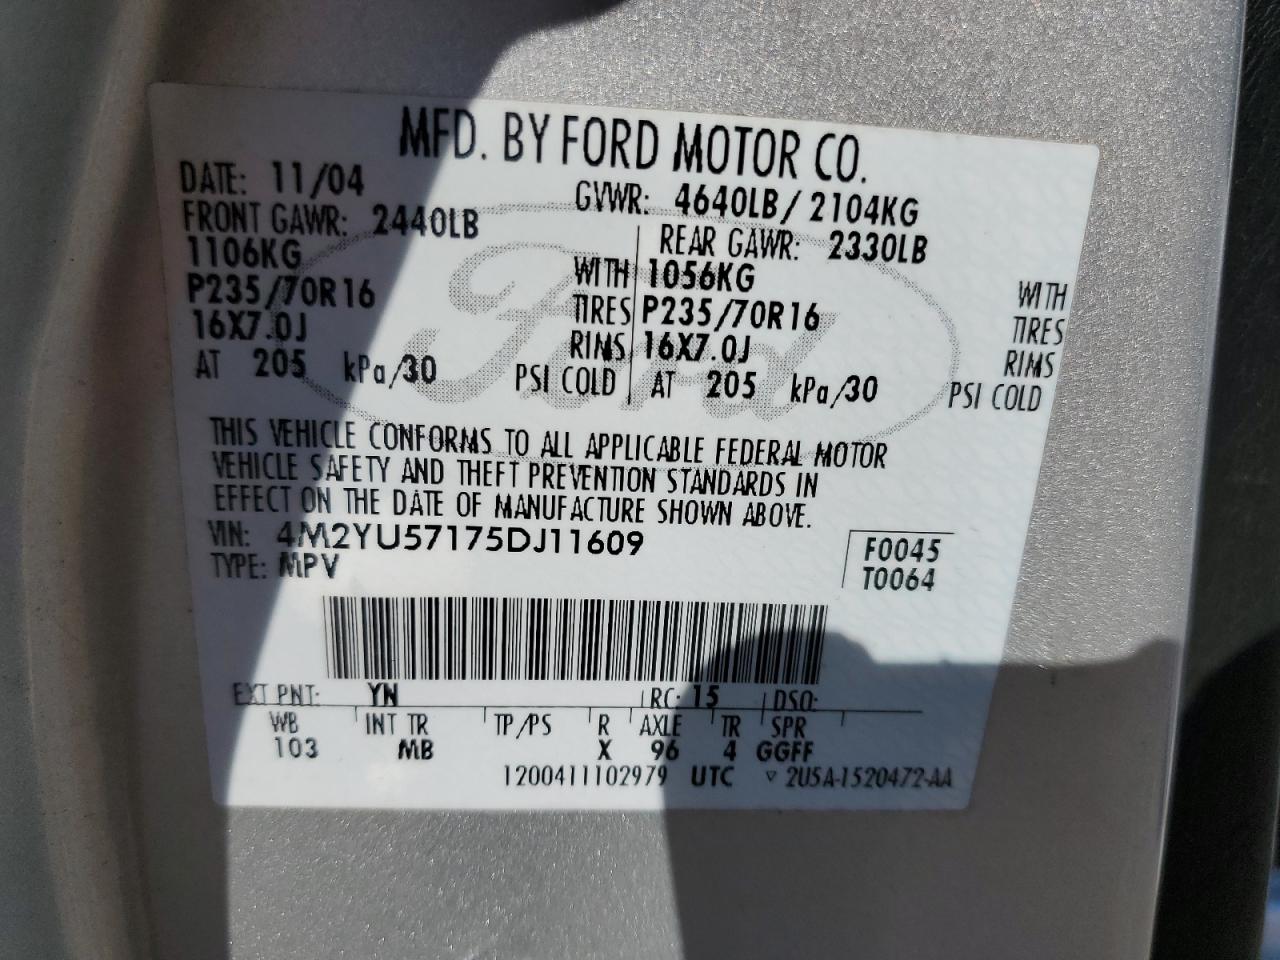 MFD. BY FORD MOTOR CO.
DATE: 11/04 GVWR: 4640LB/ 2104KG
FRONT GAWR: 2440LB REAR GAWR: 2330LB
1106KG WITH 1056KG WITH
P235/70R16 TIRES P235/70R16 TIRES
16X7.0J RIMS 16X7.0J RIMS
AT 205 kPa/30 PSI COLD AT 205 kPa/30 PSI COLD
Ford
THIS VEHICLE CONFORMS TO ALL APPLICABLE FEDERAL MOTOR
VEHICLE SAFETY AND THEFT PREVENTION STANDARDS IN
EFFECT ON THE DATE OF MANUFACTURE SHOWN ABOVE.
VIN: 4M2YU57175DJ11609 F0045
TYPE: MPV T0064
EXT PNT: YN RC: 15 DSO:
WB INT TR TP/PS R AXLE TR SPR
103 MB X 96 4 GGFF
1200411102979 UTC ▽ 2U5A-1520472-AA